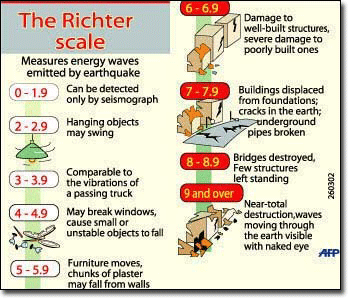 The Richter
scale
Measures energy waves
emitted by earthquake
0 - 1.9
Can be detected
only by seismograph
2 - 2.9
Hanging objects
may swing
3 - 3.9
Comparable to
the vibrations of
a passing truck
4 - 4.9
May break windows,
cause small or
unstable objects to fall
5 - 5.9
Furniture moves,
chunks of plaster
may fall from walls
6 - 6.9
Damage to
well-built structures,
severe damage to
poorly built ones
7 - 7.9
Buildings displaced
from foundations;
cracks in the earth;
underground
pipes broken
8 - 8.9
Bridges destroyed,
Few structures
left standing
9 and over
Near-total
destruction,waves
moving through
the earth visible
with naked eye
260302
AFP